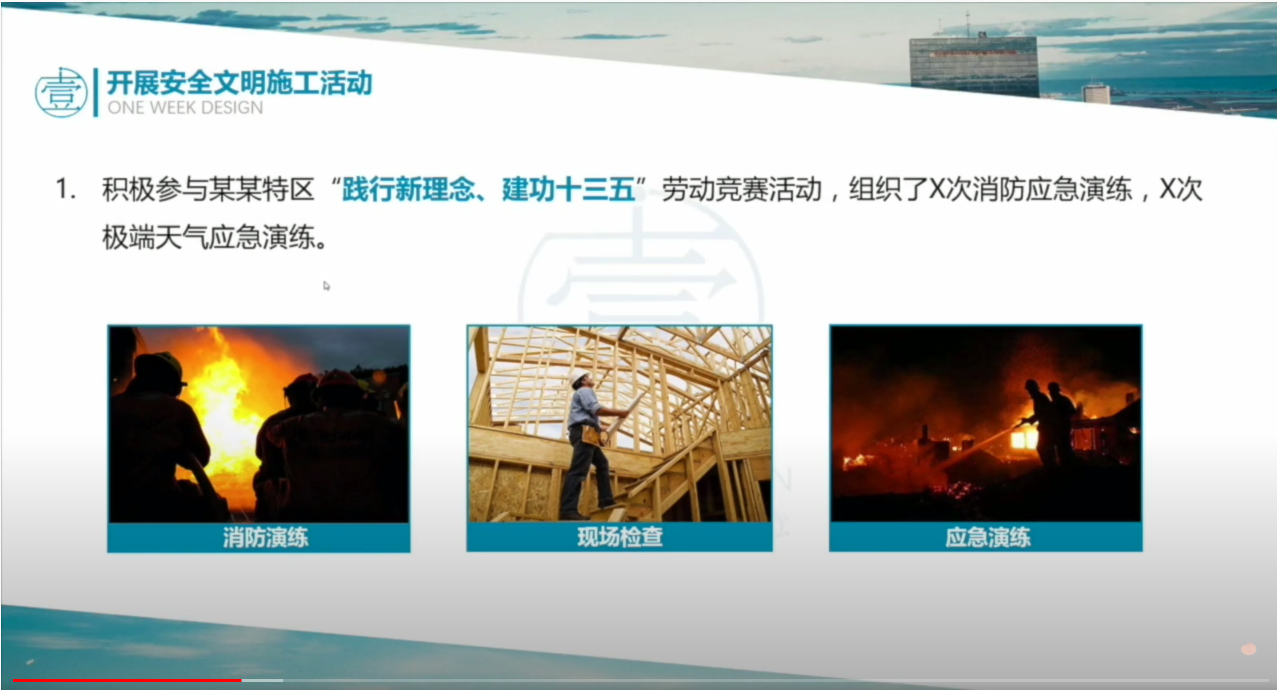 壹
开展安全文明施工活动
ONE WEEK DESIGN
1. 积极参与某某特区“践行新理念、建功十三五”劳动竞赛活动，组织了X次消防应急演练，X次
极端天气应急演练。
壹
消防演练
现场检查
应急演练